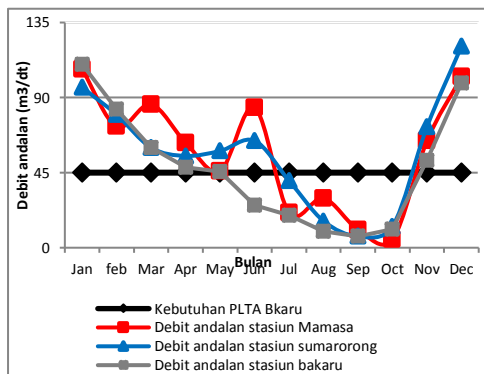 Debit andalan (m3/dt)
135
90
45
0
Jan feb Mar Apr May Jun Jul Aug Sep Oct Nov Dec
Bulan
Kebutuhan PLTA Bkaru
Debit andalan stasiun Mamasa
Debit andalan stasiun sumarorong
Debit andalan stasiun bakaru